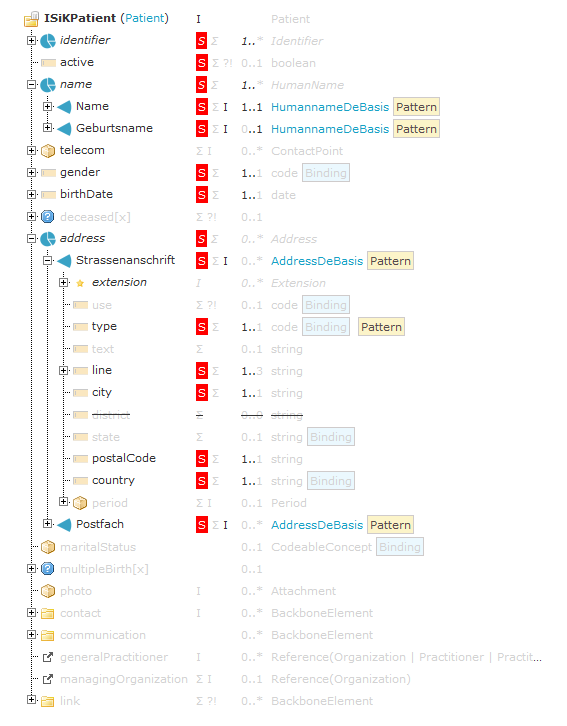 ISiKPatient (Patient) I Patient
identifier S Σ 1..* Identifier
active S Σ ?! 0..1 boolean
name S Σ 1..* HumanName
Name S Σ I 1..1 HumannameDeBasis Pattern
Geburtsname S Σ I 0..1 HumannameDeBasis Pattern
telecom Σ I 0..* ContactPoint
gender S Σ 1..1 code Binding
birthDate S Σ 1..1 date
deceased[x] Σ ?! 0..1
address S Σ 0..* Address
Strassenanschrift S Σ I 0..* AddressDeBasis Pattern
extension I 0..* Extension
use Σ ?! 0..1 code Binding
type S Σ 1..1 code Binding Pattern
text Σ 0..1 string
line S Σ 1..3 string
city S Σ 1..1 string
district Σ 0..0 string
state Σ 0..1 string Binding
postalCode S Σ 1..1 string
country S Σ 1..1 string Binding
period Σ I 0..1 Period
Postfach S Σ I 0..* AddressDeBasis Pattern
maritalStatus 0..1 CodeableConcept Binding
multipleBirth[x] 0..1
photo I 0..* Attachment
contact I 0..* BackboneElement
communication 0..* BackboneElement
generalPractitioner I 0..* Reference(Organization | Practitioner | Practit...
managingOrganization Σ I 0..1 Reference(Organization)
link Σ ?! 0..* BackboneElement